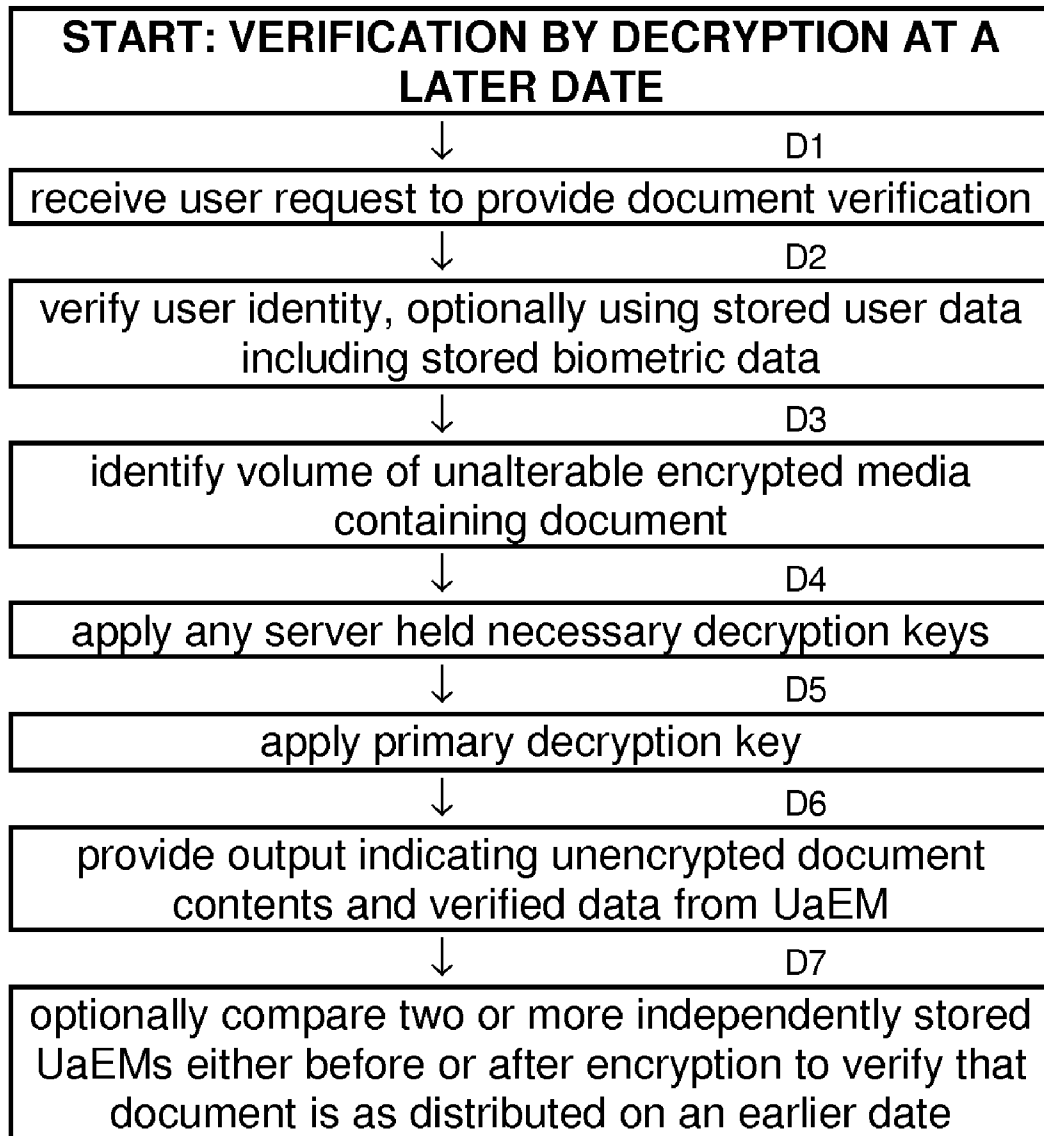 START: VERIFICATION BY DECRYPTION AT A
LATER DATE
↓ D1
receive user request to provide document verification
↓ D2
verify user identity, optionally using stored user data
including stored biometric data
↓ D3
identify volume of unalterable encrypted media
containing document
↓ D4
apply any server held necessary decryption keys
↓ D5
apply primary decryption key
↓ D6
provide output indicating unencrypted document
contents and verified data from UaEM
↓ D7
optionally compare two or more independently stored
UaEMs either before or after encryption to verify that
document is as distributed on an earlier date